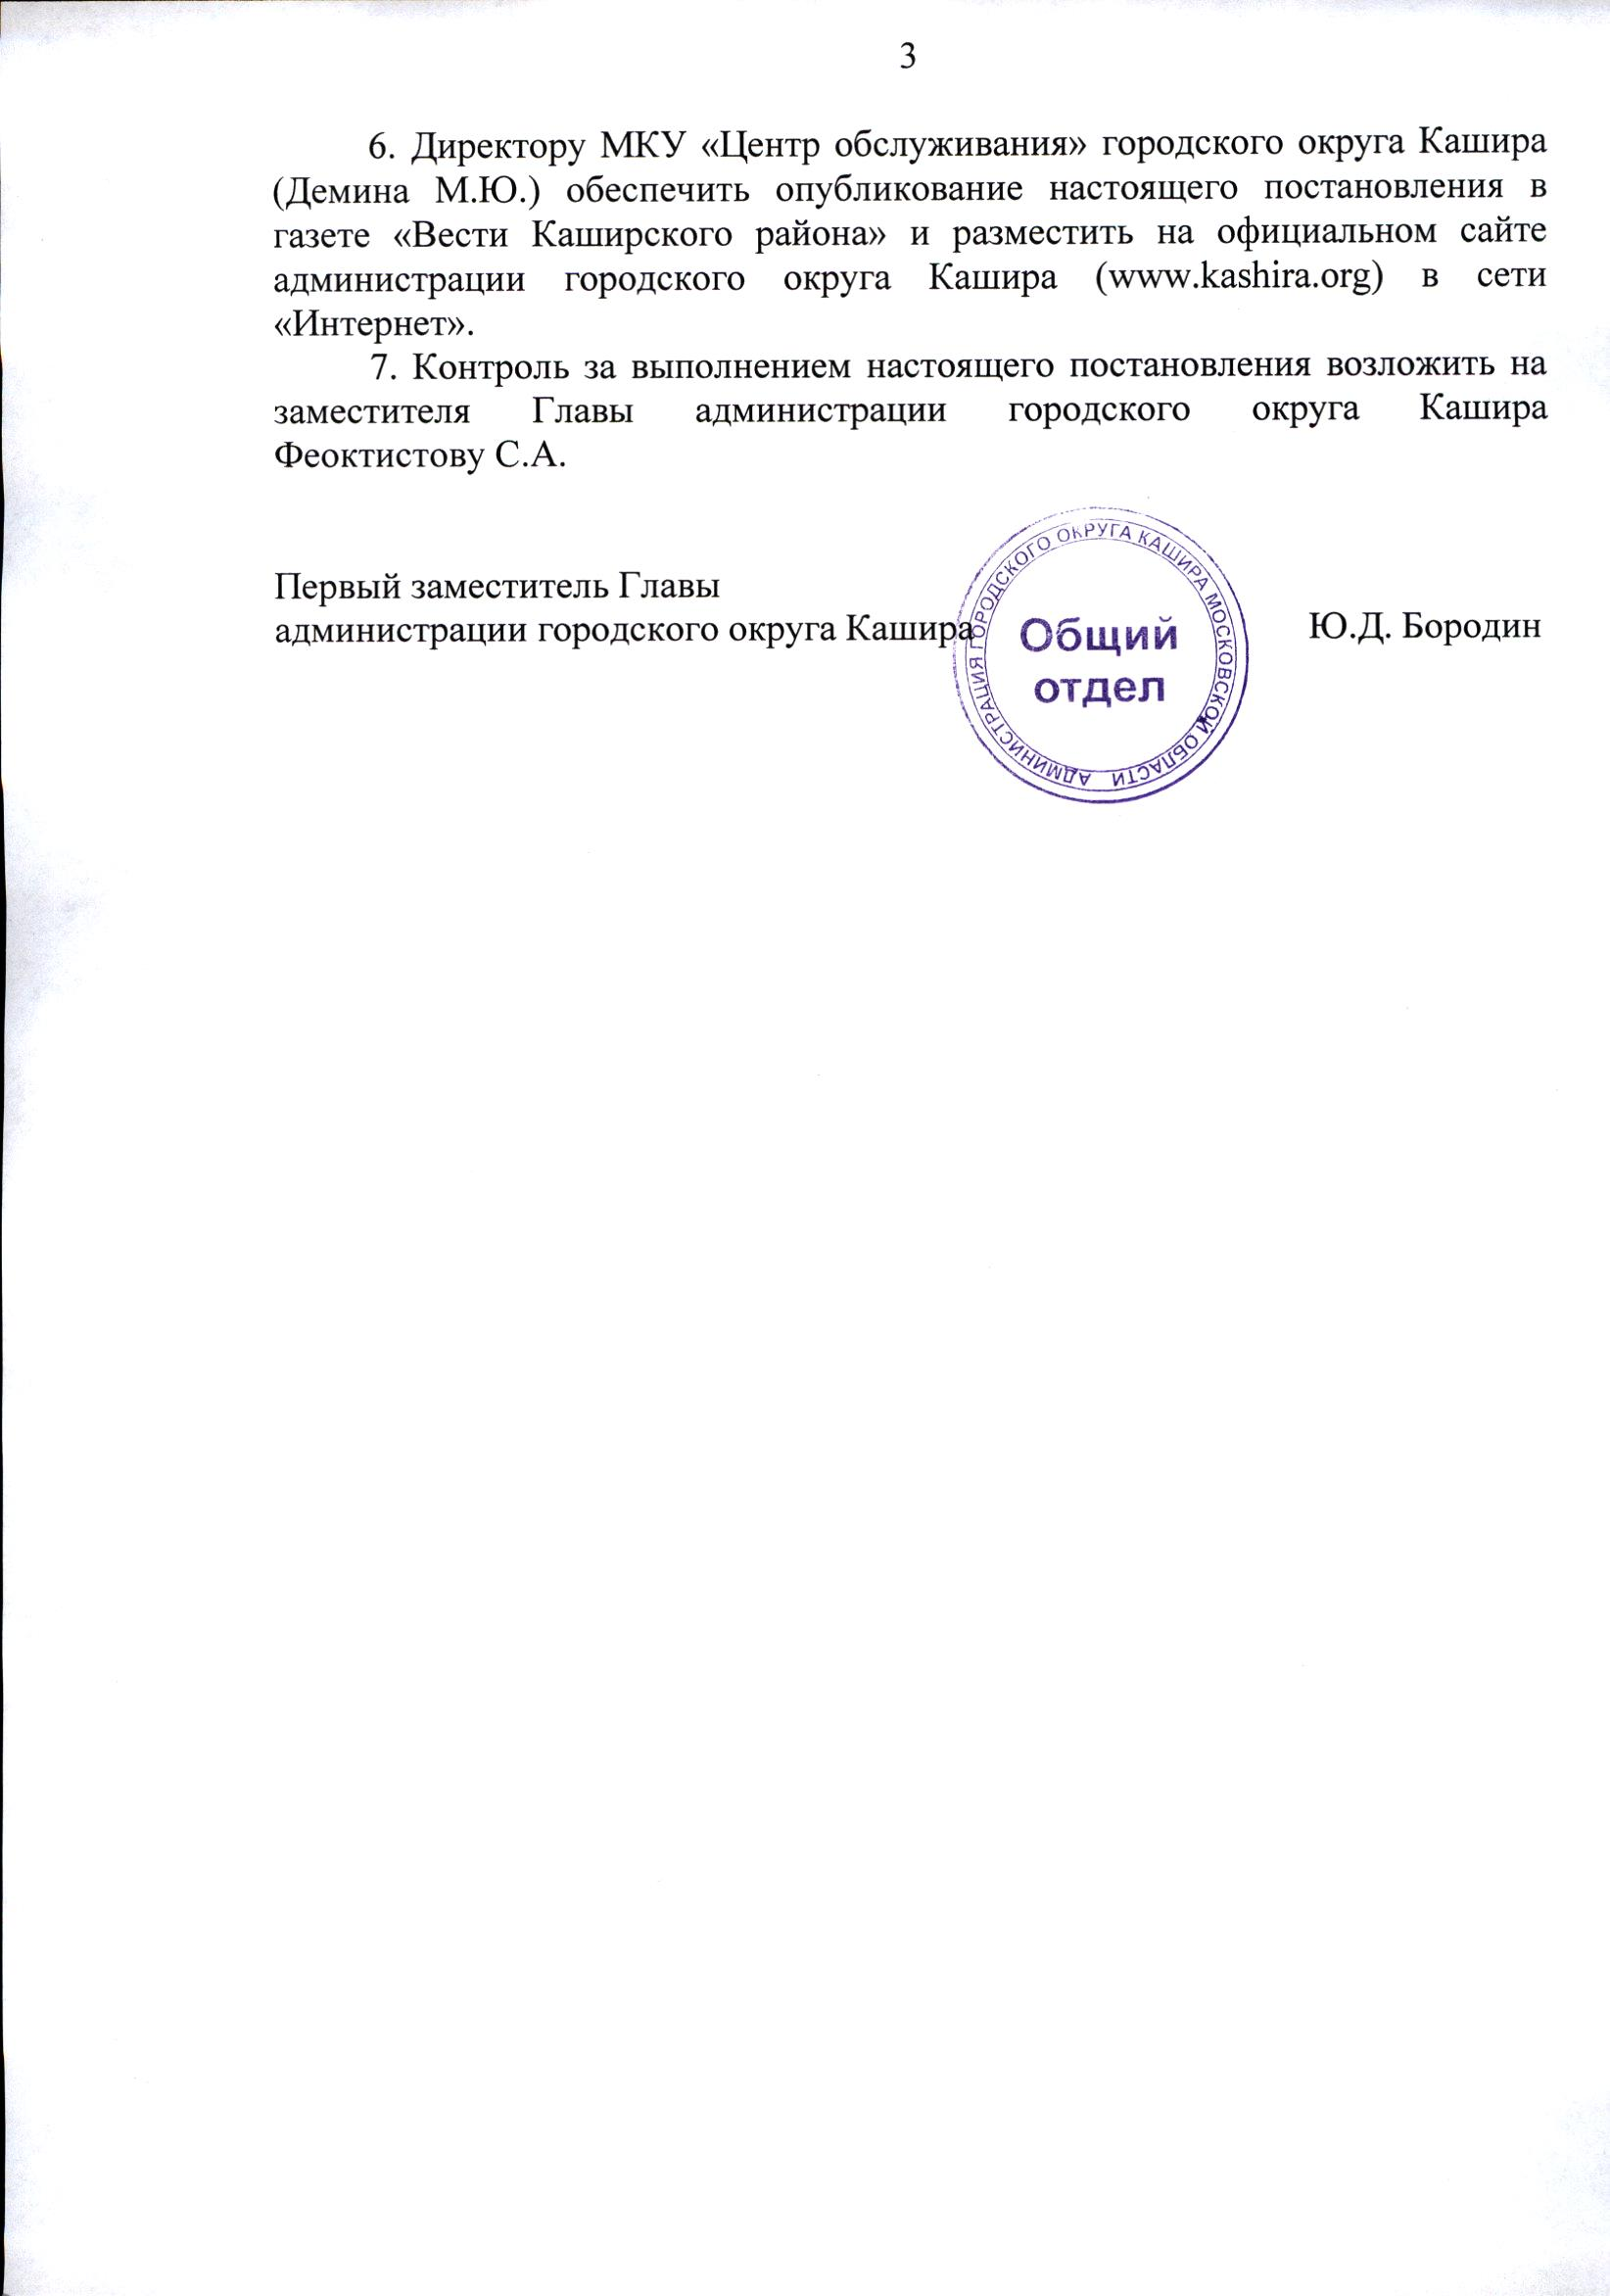 3
6. Директору МКУ «Центр обслуживания» городского округа Кашира
(Демина М.Ю.) обеспечить опубликование настоящего постановления в
газете «Вести Каширского района» и разместить на официальном сайте
администрации городского округа Кашира (www.kashira.org) в сети
«Интернет».
7. Контроль за выполнением настоящего постановления возложить на
заместителя Главы администрации городского округа Кашира
Феоктистову С.А.
Первый заместитель Главы
администрации городского округа Кашира
Ю.Д. Бородин
АДМИНИСТРАЦИЯ ГОРОДСКОГО ОКРУГА КАШИРА МОСКОВСКОЙ ОБЛАСТИ
Общий
отдел